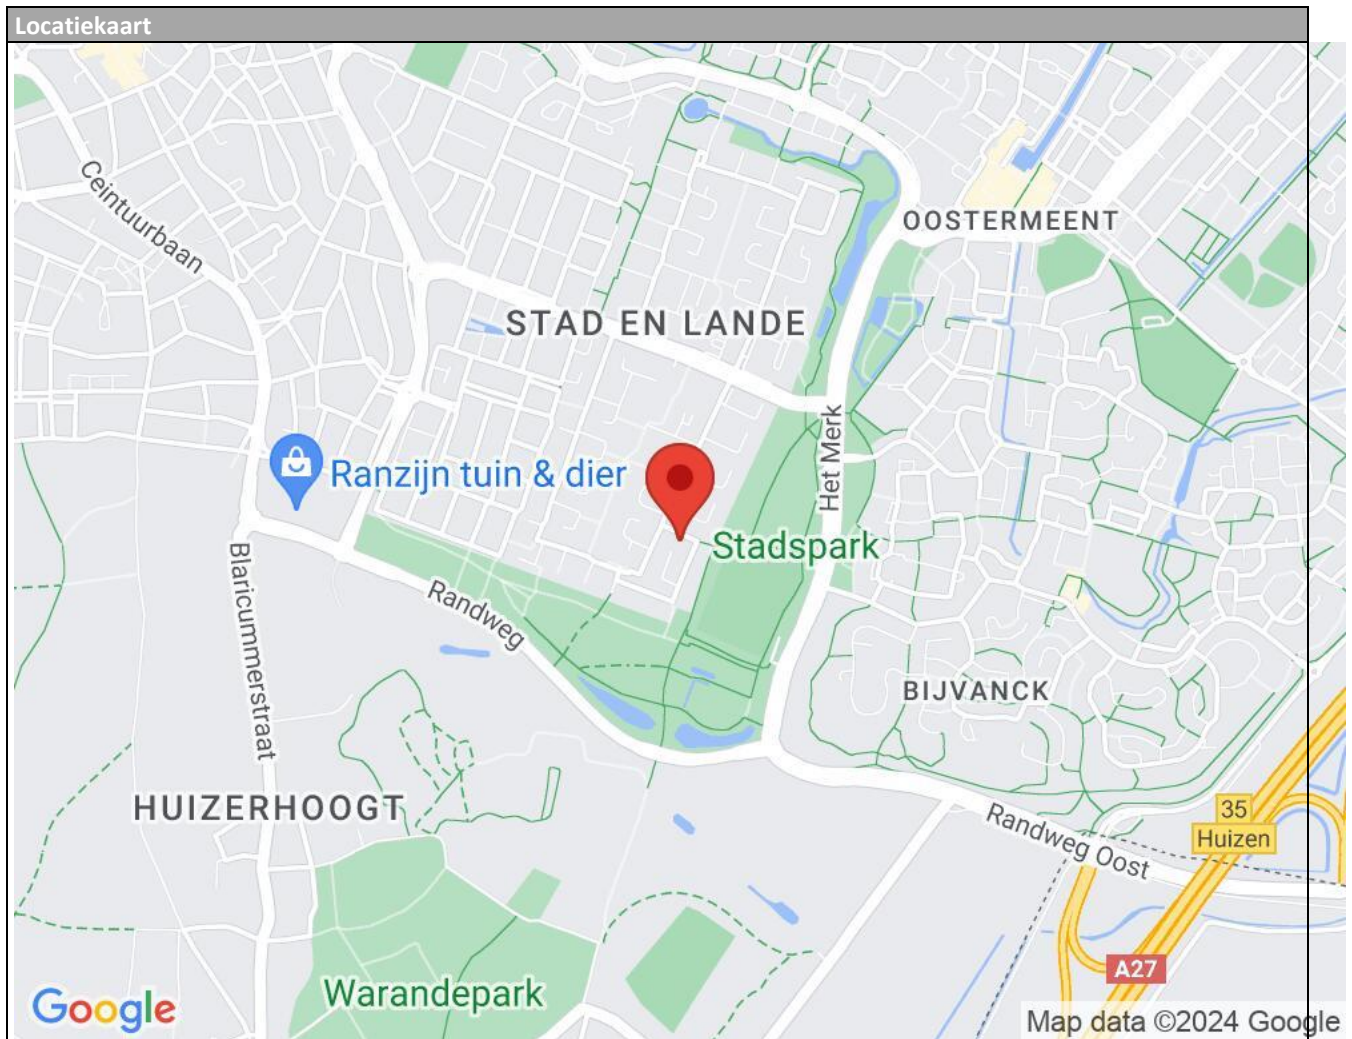 Locatiekaart
Ceintuurbaan
OOSTERMEENT
STAD EN LANDE
Het Merk
Ranzijn tuin & dier
Stadspark
Blaricummerstraat
Randweg
BIJVANCK
HUIZERHOOGT
35
Huizen
Randweg Oost
A27
Warandepark
Google
Map data ©2024 Google